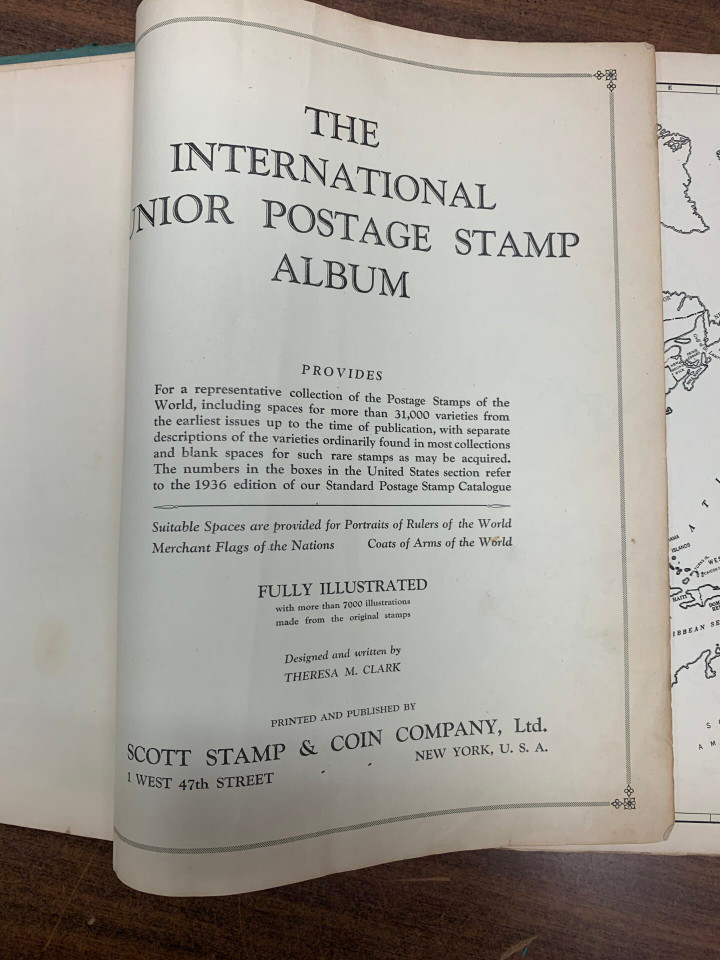 THE
INTERNATIONAL
UNIOR POSTAGE STAMP
ALBUM
PROVIDES
For a representative collection of the Postage Stamps of the
World, including spaces for more than 31,000 varieties from
the earliest issues up to the time of publication, with separate
descriptions of the varieties ordinarily found in most collections
and blank spaces for such rare stamps as may be acquired.
The numbers in the boxes in the United States section refer
to the 1936 edition of our Standard Postage Stamp Catalogue
Suitable Spaces are provided for Portraits of Rulers of the World
Merchant Flags of the Nations Coats of Arms of the World
FULLY ILLUSTRATED
with more than 7000 illustrations
made from the original stamps
Designed and written by
THERESA M. CLARK
PRINTED AND PUBLISHED BY
SCOTT STAMP & COIN COMPANY, Ltd.
1 WEST 47th STREET NEW YORK, U. S. A.
E
A T
ISLANDS
HAITI
IBBEAN SE
S
A M